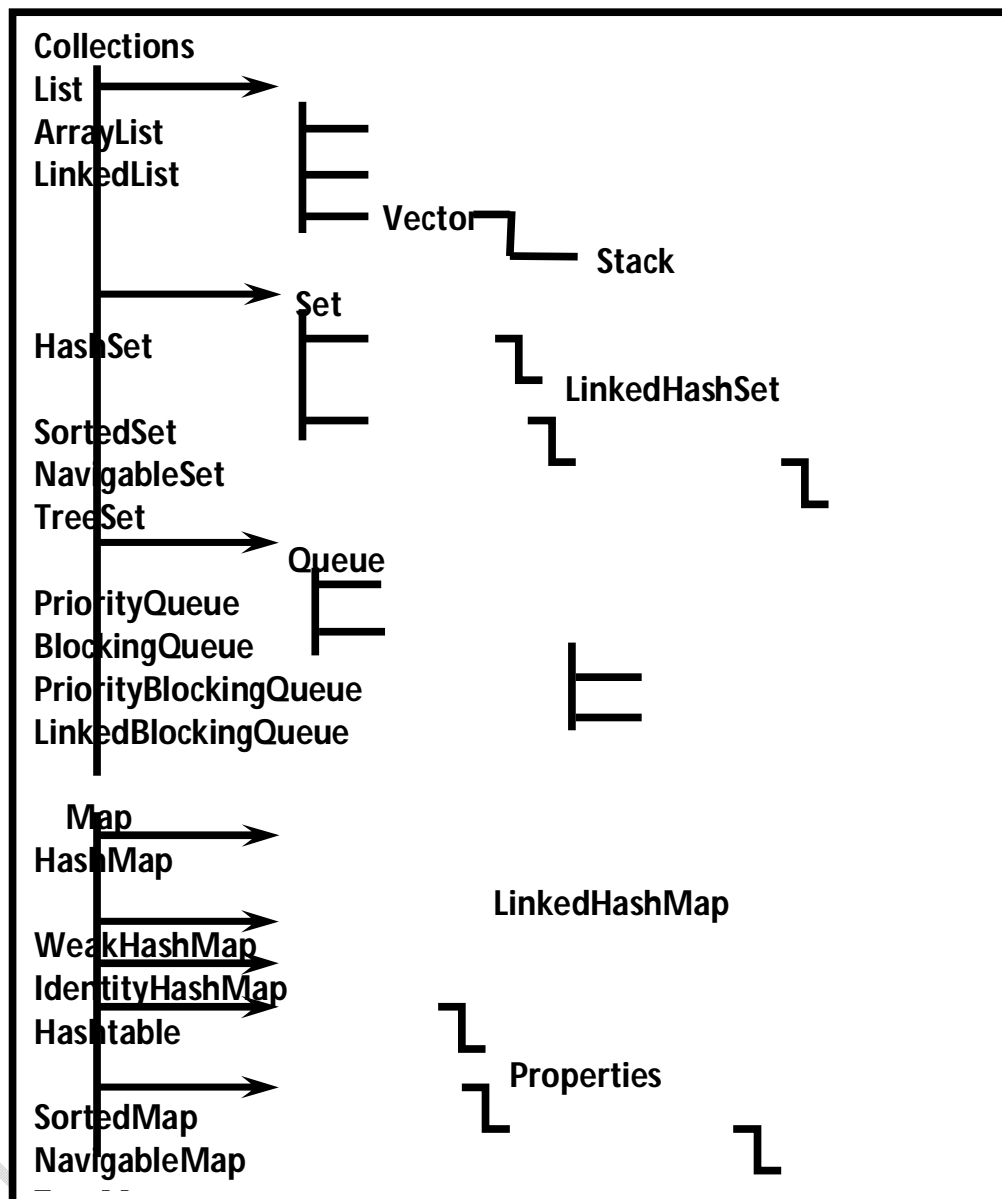 Collections
List
ArrayList
LinkedList
Vector
Stack
Set
HashSet
LinkedHashSet
SortedSet
NavigableSet
TreeSet
Queue
PriorityQueue
BlockingQueue
PriorityBlockingQueue
LinkedBlockingQueue
Map
HashMap
LinkedHashMap
WeakHashMap
IdentityHashMap
Hashtable
Properties
SortedMap
NavigableMap